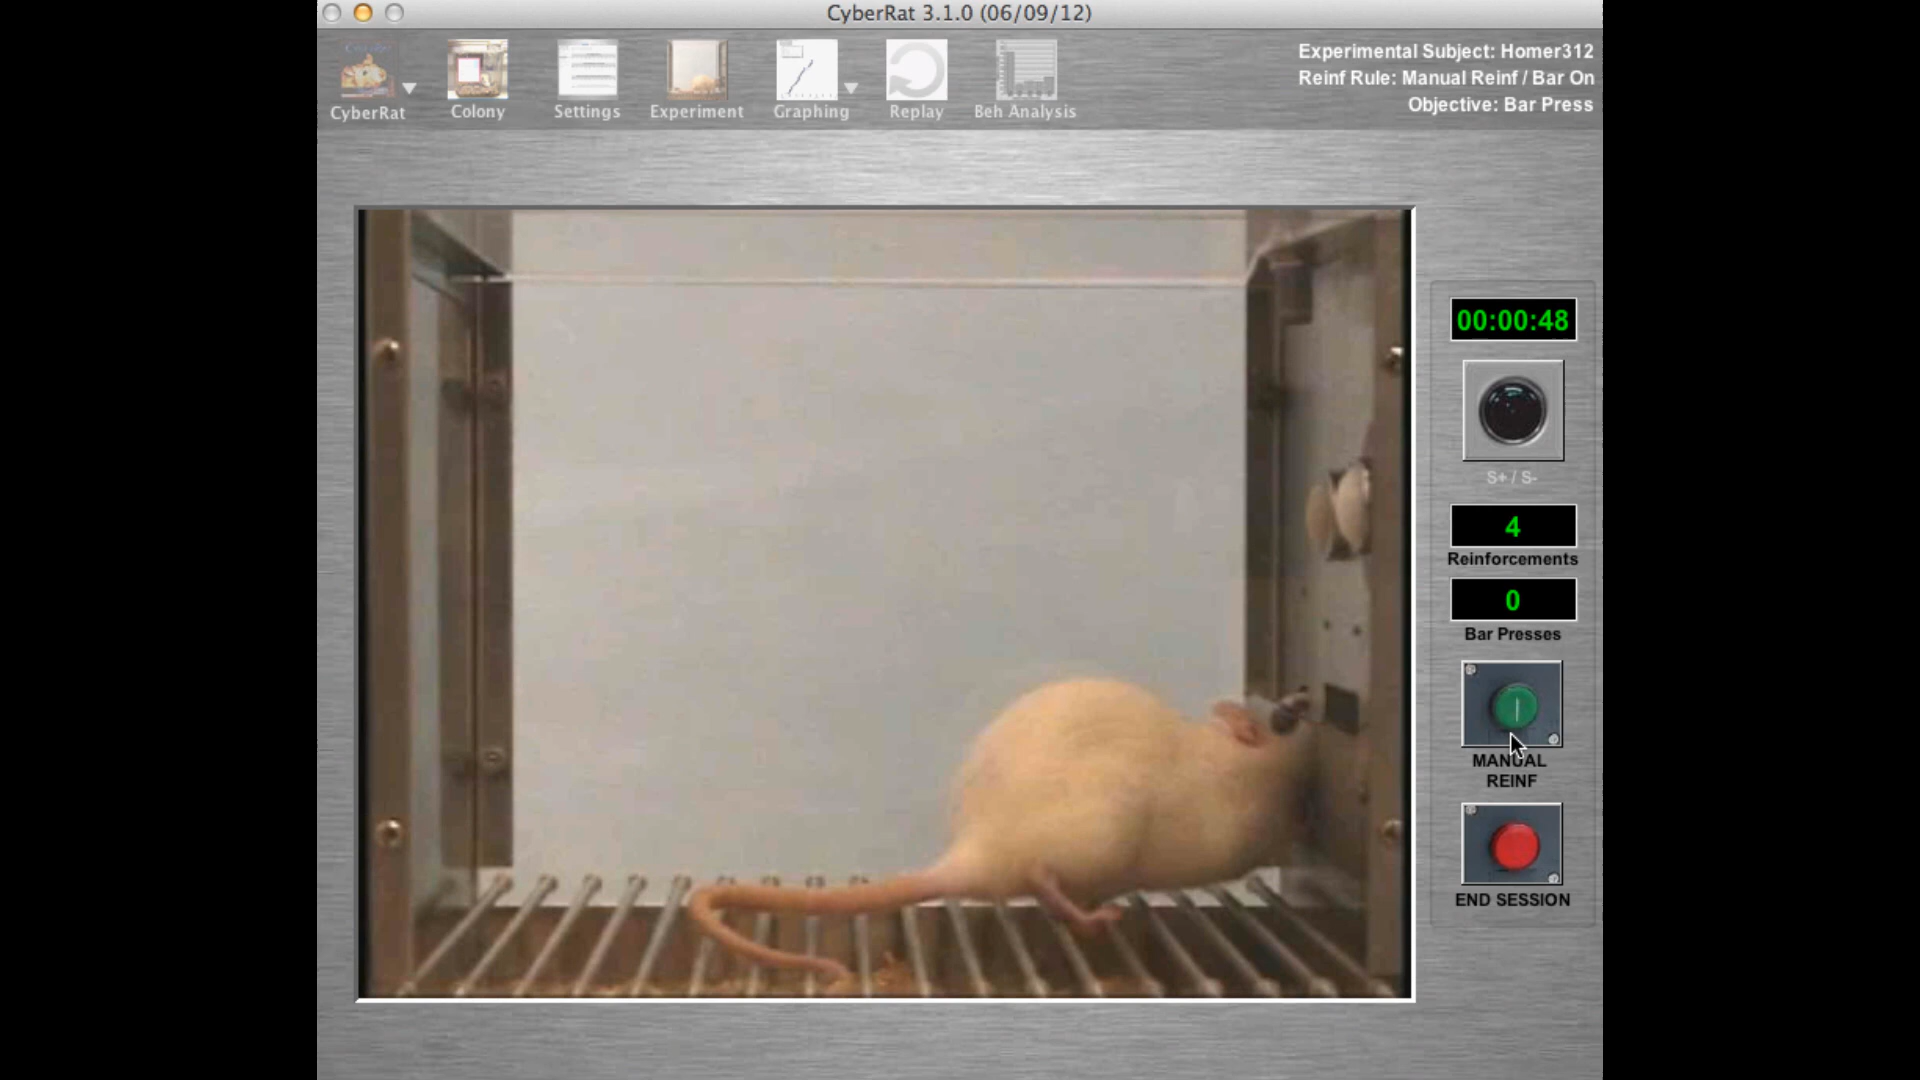 CyberRat 3.1.0 (06/09/12)
CyberRat
Colony
Settings
Experiment
Graphing
Replay
Beh Analysis
Experimental Subject: Homer312
Reinf Rule: Manual Reinf / Bar On
Objective: Bar Press
00:00:48
S+ / S-
4
Reinforcements
0
Bar Presses
MANUAL
REINF
END SESSION